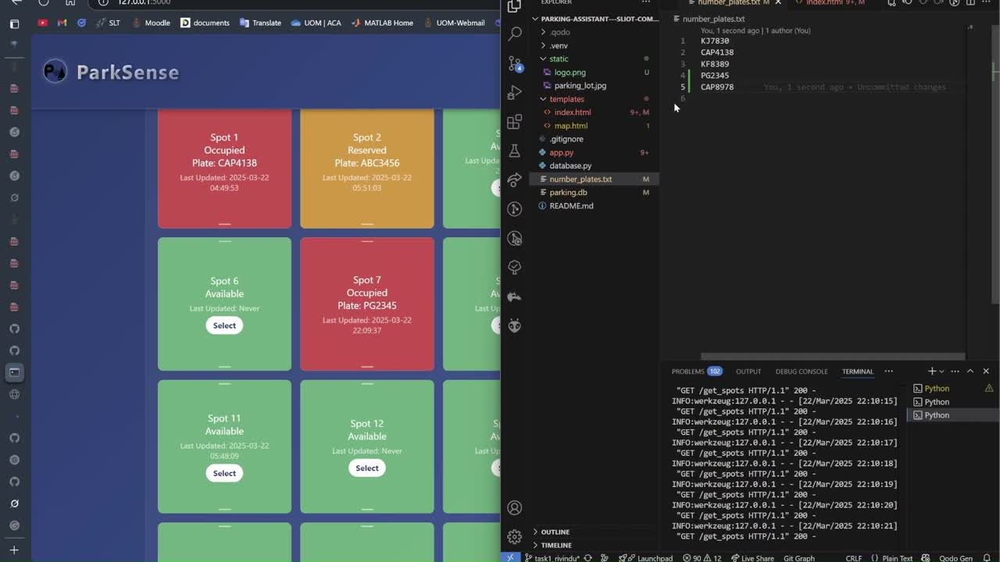 127.0.0.1:5000
SLT
Moodle
documents
Translate
UOM | ACA
MATLAB Home
UOM-Webmail
ParkSense
Spot 1
Occupied
Plate: CAP4138
Last Updated: 2025-03-22
04:49:53
Spot 2
Reserved
Plate: ABC3456
Last Updated: 2025-03-22
05:51:03
Spot 6
Available
Last Updated: Never
Select
Spot 7
Occupied
Plate: PG2345
Last Updated: 2025-03-22
22:09:37
Spot 11
Available
Last Updated: 2025-03-22
05:48:09
Select
Spot 12
Available
Last Updated: Never
Select
EXPLORER
PARKING-ASSISTANT---SLIOT-COM...
.qodo
.venv
static
logo.png U
parking_lot.jpg
templates
index.html 9+, M
map.html 1
.gitignore
app.py 9+
database.py
number_plates.txt M
parking.db M
README.md
OUTLINE
TIMELINE
number_plates.txt M
index.html 9+, M
number_plates.txt
You, 1 second ago | 1 author (You)
1 KJ7830
2 CAP4138
3 KF8389
4 PG2345
5 CAP8978 You, 1 second ago • Uncommitted changes
6
PROBLEMS 102 OUTPUT DEBUG CONSOLE TERMINAL
"GET /get_spots HTTP/1.1" 200 -
INFO:werkzeug:127.0.0.1 - - [22/Mar/2025 22:10:15]
"GET /get_spots HTTP/1.1" 200 -
INFO:werkzeug:127.0.0.1 - - [22/Mar/2025 22:10:16]
"GET /get_spots HTTP/1.1" 200 -
INFO:werkzeug:127.0.0.1 - - [22/Mar/2025 22:10:17]
"GET /get_spots HTTP/1.1" 200 -
INFO:werkzeug:127.0.0.1 - - [22/Mar/2025 22:10:18]
"GET /get_spots HTTP/1.1" 200 -
INFO:werkzeug:127.0.0.1 - - [22/Mar/2025 22:10:19]
"GET /get_spots HTTP/1.1" 200 -
INFO:werkzeug:127.0.0.1 - - [22/Mar/2025 22:10:20]
"GET /get_spots HTTP/1.1" 200 -
INFO:werkzeug:127.0.0.1 - - [22/Mar/2025 22:10:21]
"GET /get_spots HTTP/1.1" 200 -
Python
Python
Python
task1_rivindu* Launchpad 90 12 Live Share Git Graph CRLF {} Plain Text Qodo Gen